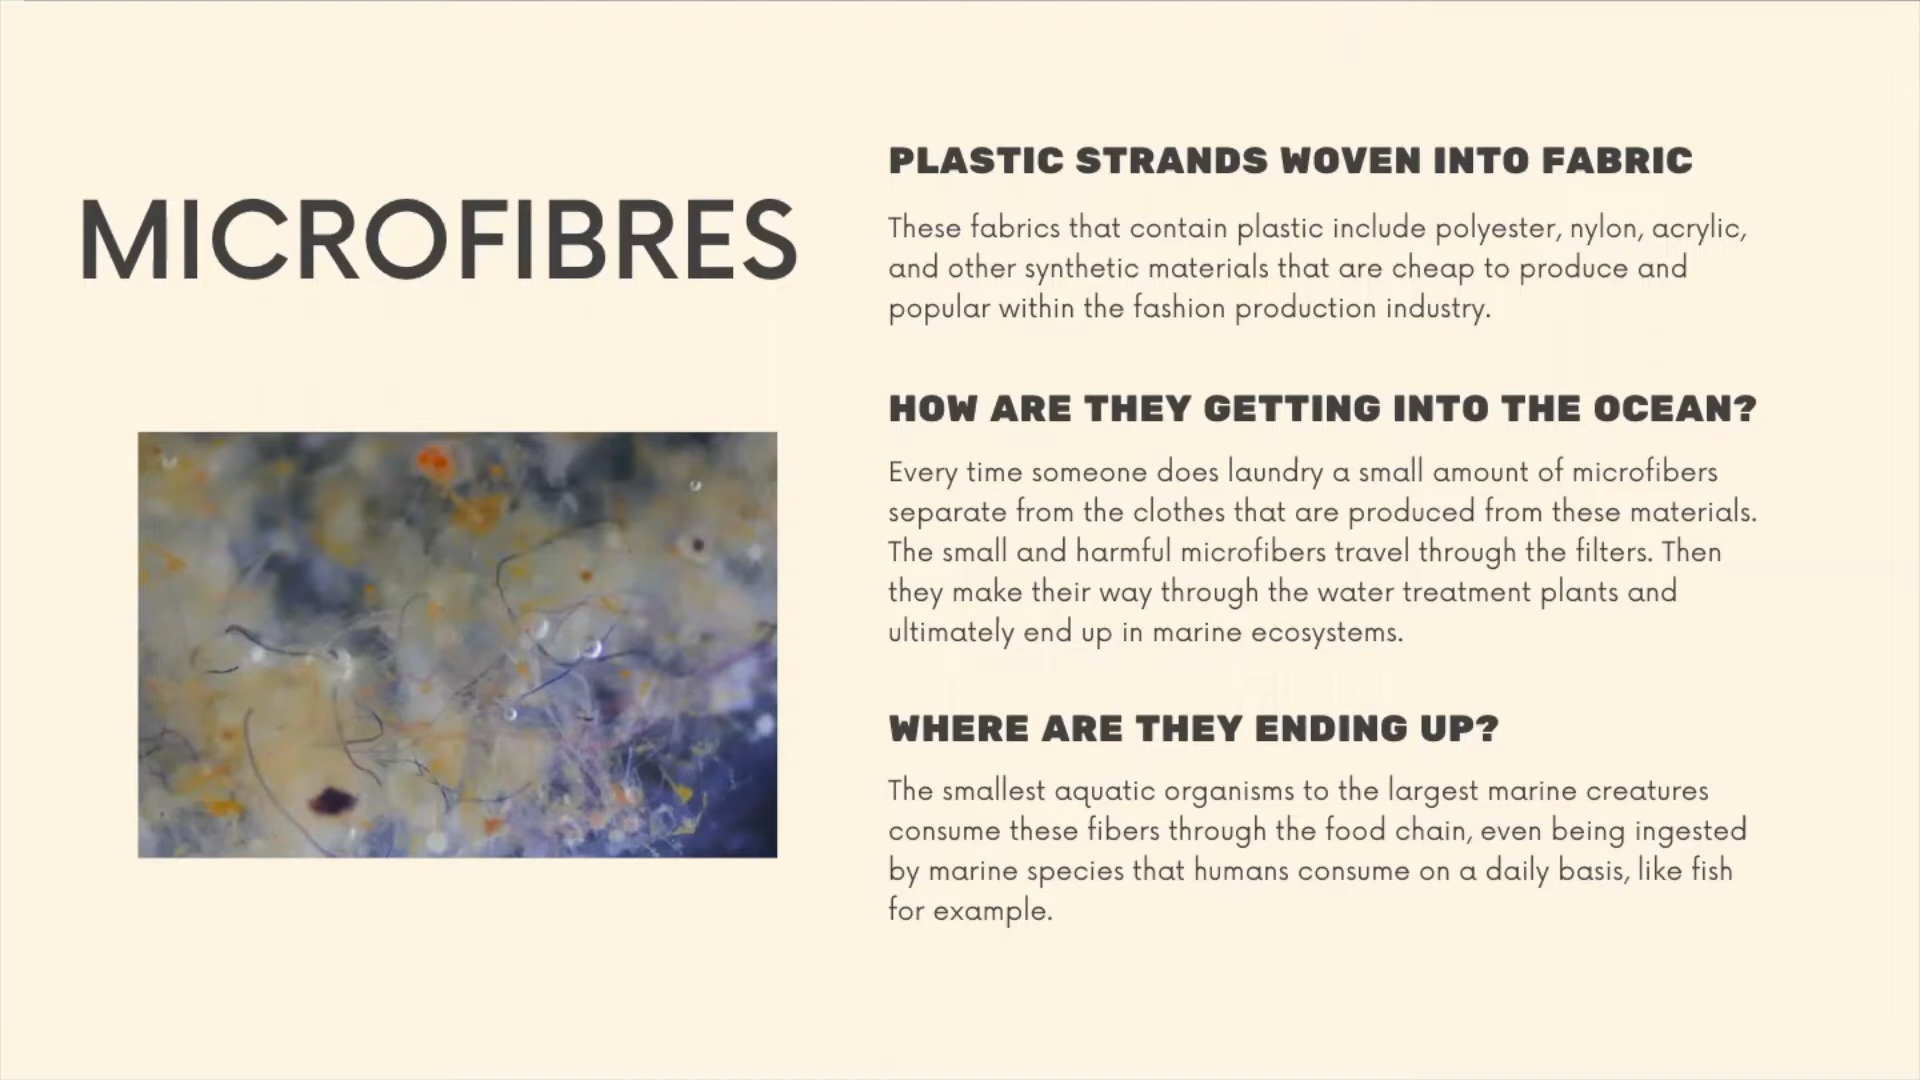 MICROFIBRES
PLASTIC STRANDS WOVEN INTO FABRIC
These fabrics that contain plastic include polyester, nylon, acrylic,
and other synthetic materials that are cheap to produce and
popular within the fashion production industry.
HOW ARE THEY GETTING INTO THE OCEAN?
Every time someone does laundry a small amount of microfibers
separate from the clothes that are produced from these materials.
The small and harmful microfibers travel through the filters. Then
they make their way through the water treatment plants and
ultimately end up in marine ecosystems.
WHERE ARE THEY ENDING UP?
The smallest aquatic organisms to the largest marine creatures
consume these fibers through the food chain, even being ingested
by marine species that humans consume on a daily basis, like fish
for example.